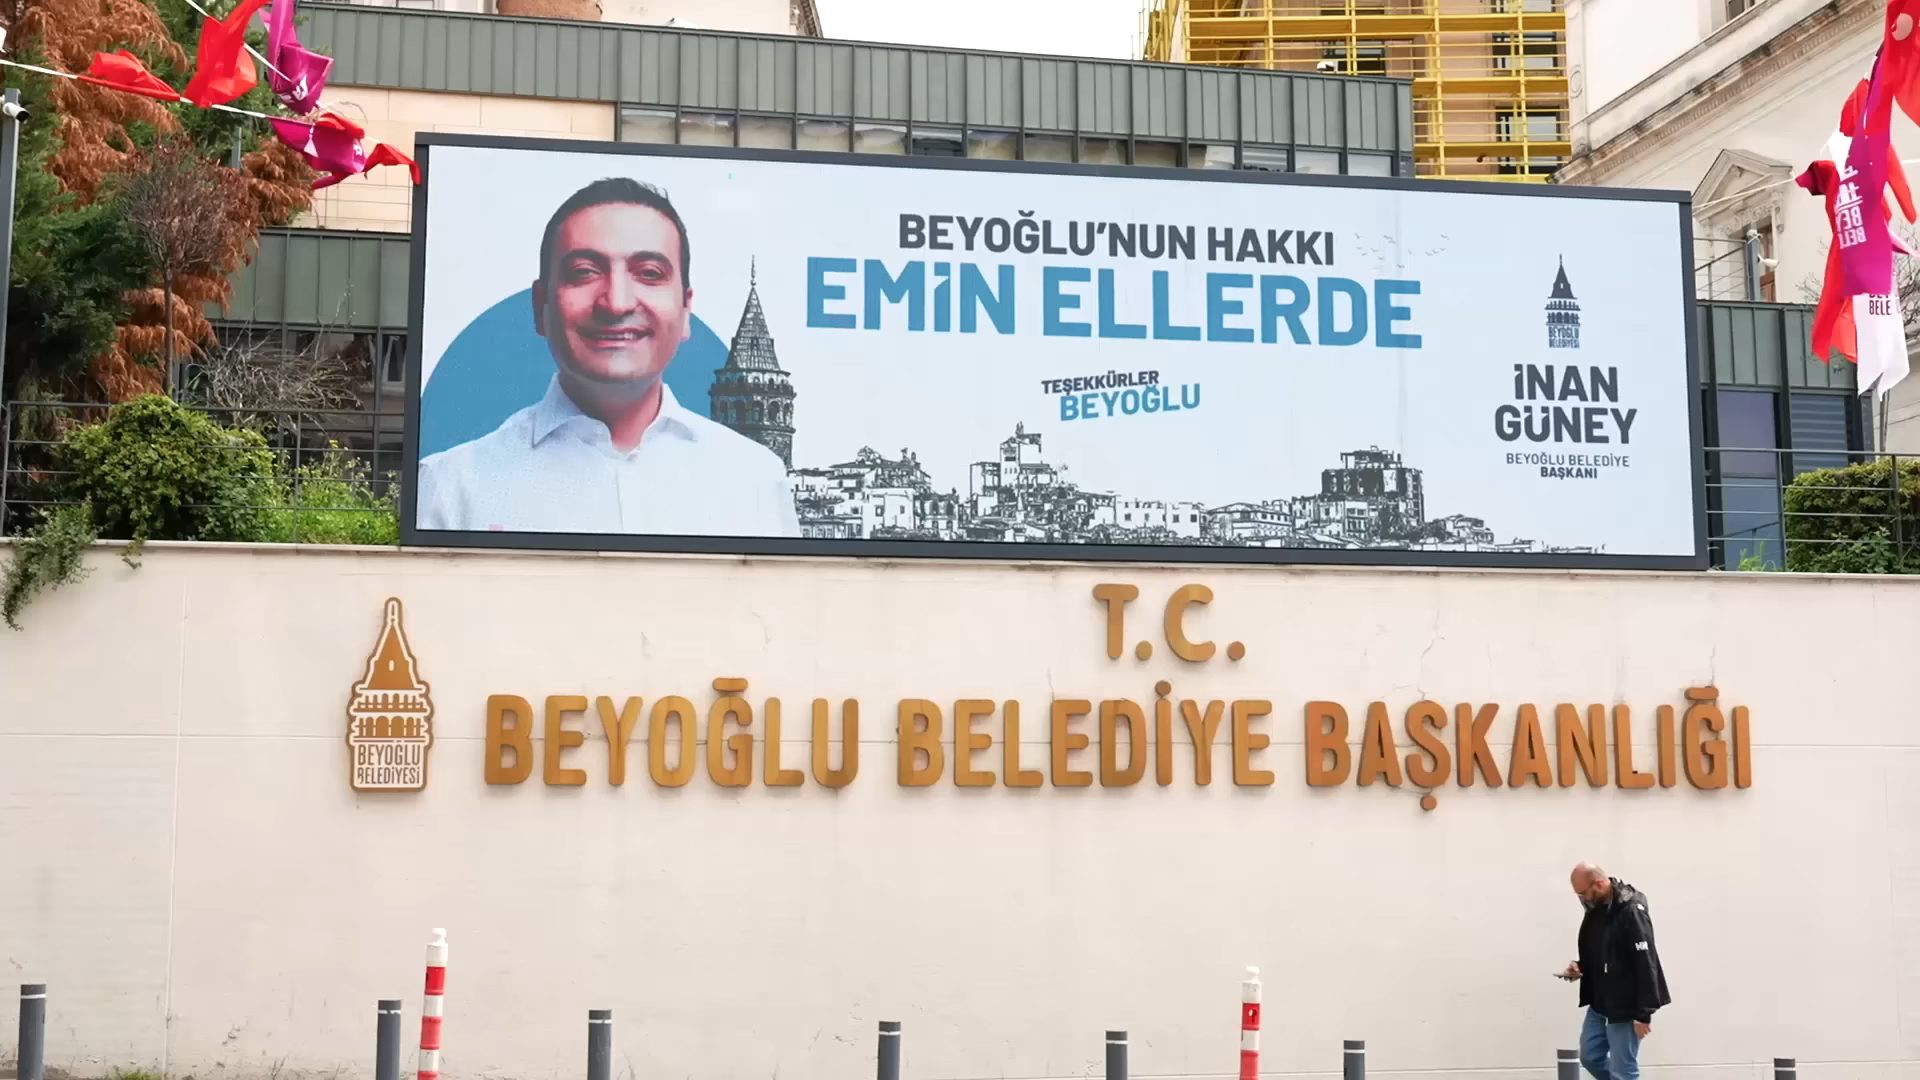 BEYOĞLU'NUN HAKKI
EMİN ELLERDE
TEŞEKKÜRLER
BEYOĞLU
BEYOĞLU
BELEDİYESİ
İNAN
GÜNEY
BEYOĞLU BELEDİYE
BAŞKANI
T.C.
BEYOĞLU BELEDİYE BAŞKANLIĞI
BEYOĞLU
BELEDİYESİ